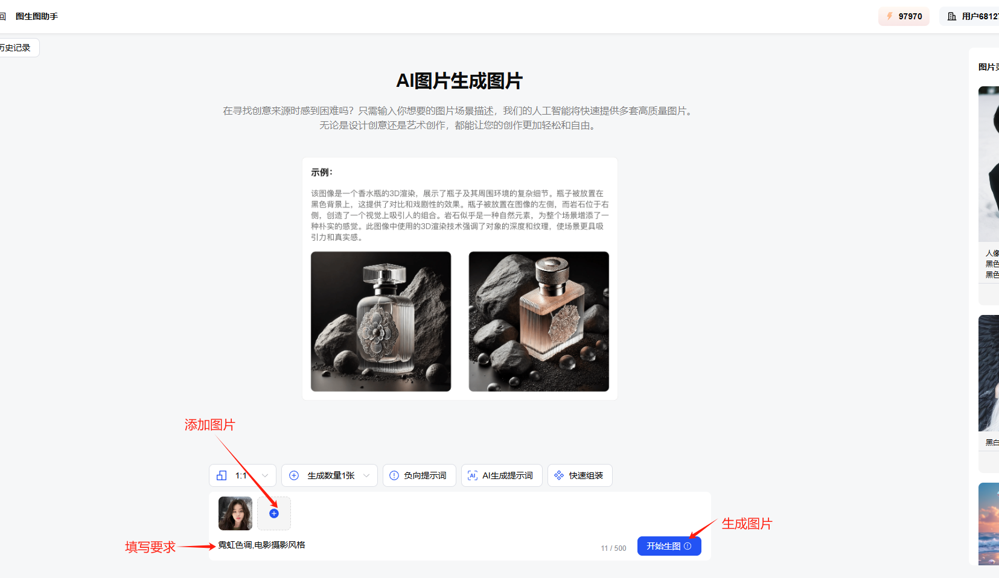 回 图生图助手
97970
用户6812
历史记录
AI图片生成图片
在寻找创意来源时感到困难吗？只需输入你想要的图片场景描述，我们的人工智能将快速提供多套高质量图片。
无论是设计创意还是艺术创作，都能让您的创作更加轻松和自由。
图片
示例：
该图像是一个香水瓶的3D渲染，展示了瓶子及其周围环境的复杂细节。瓶子被放置在
黑色背景上，这提供了对比和戏剧性的效果。瓶子被放置在图像的左侧，而岩石位于右
侧，创造了一个视觉上吸引人的组合。岩石似乎是一种自然元素，为整个场景增添了一
种朴实的感觉。此图像中使用的3D渲染技术强调了对象的深度和纹理，使场景更具吸
引力和真实感。
人像
黑色
黑色
黑白
添加图片
1:1
生成数量1张
负向提示词
AI生成提示词
快速组装
填写要求
霓虹色调,电影摄影风格
11 / 500
开始生图
生成图片